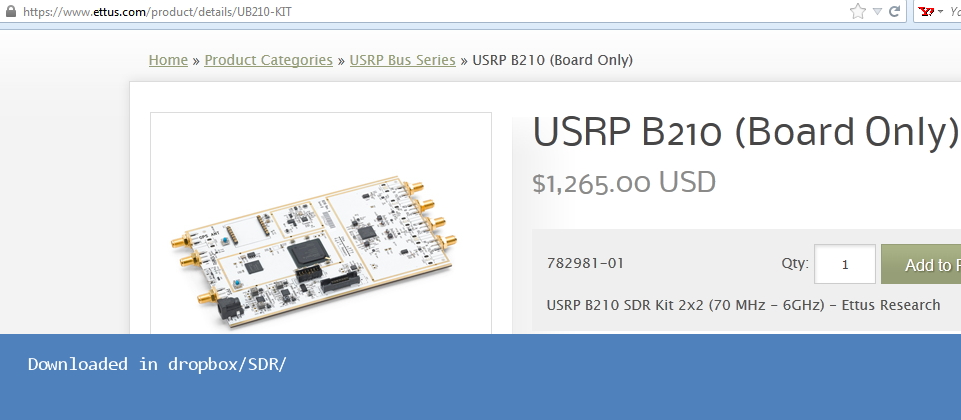 https://www.ettus.com/product/details/UB210-KIT
Home » Product Categories » USRP Bus Series » USRP B210 (Board Only)
USRP B210 (Board Only)
$1,265.00 USD
782981-01
Qty: 1
Add to
USRP B210 SDR Kit 2x2 (70 MHz - 6GHz) - Ettus Research
Downloaded in dropbox/SDR/